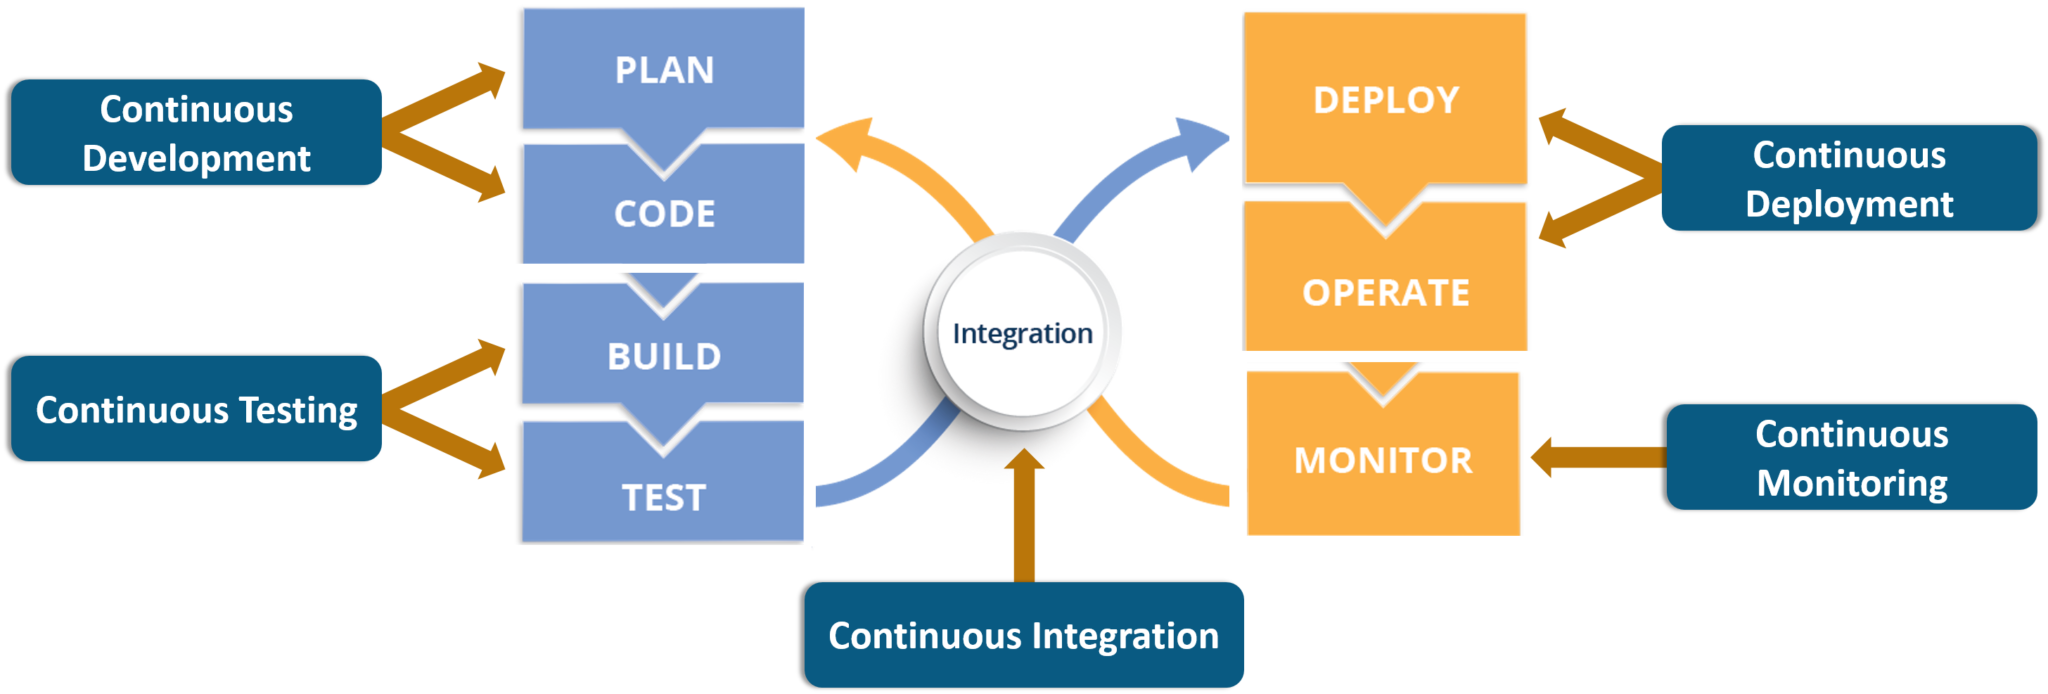 Continuous
Development
Continuous Testing
PLAN
CODE
BUILD
TEST
Integration
Continuous Integration
DEPLOY
OPERATE
MONITOR
Continuous
Deployment
Continuous
Monitoring